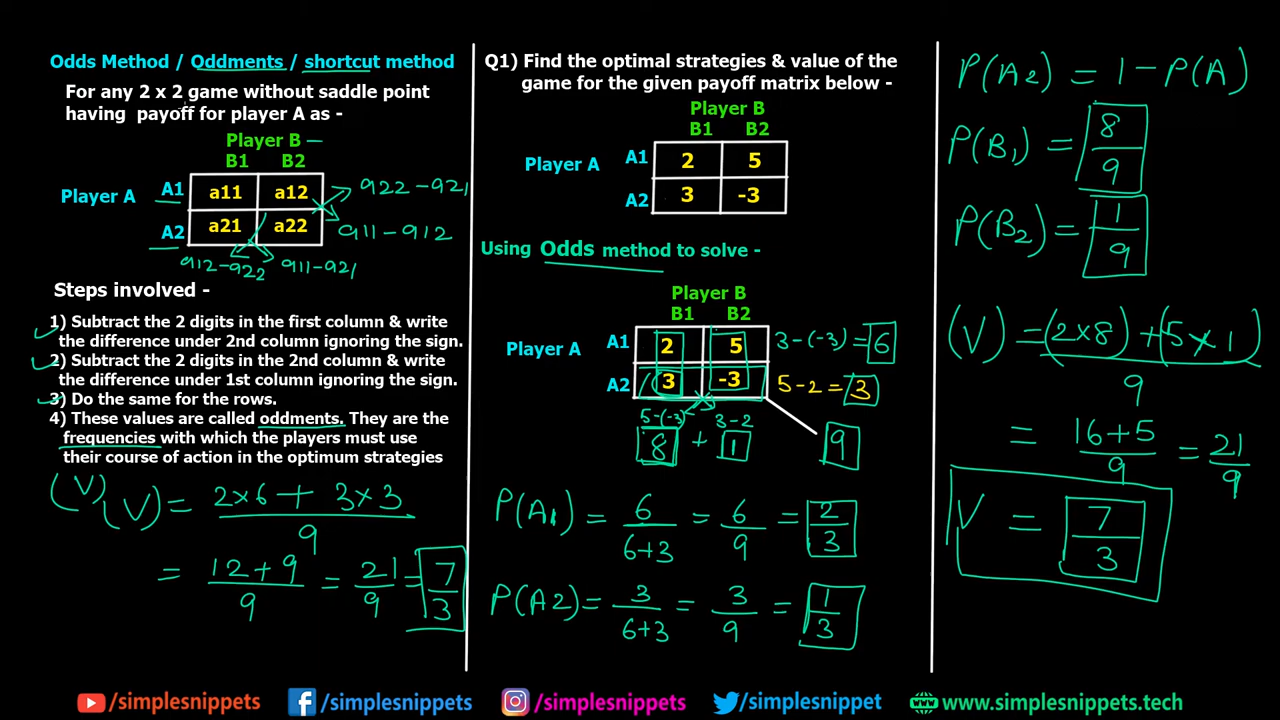 Odds Method / Oddments / shortcut method
For any 2 x 2 game without saddle point
having payoff for player A as -
Player B
B1 B2
Player A
A1 a11 a12
A2 a21 a22
a22-a21
a11-a12
a12-a22 a11-a21
Steps involved -
1) Subtract the 2 digits in the first column & write
the difference under 2nd column ignoring the sign.
2) Subtract the 2 digits in the 2nd column & write
the difference under 1st column ignoring the sign.
3) Do the same for the rows.
4) These values are called oddments. They are the
frequencies with which the players must use
their course of action in the optimum strategies
(V)
(V) = 2×6 + 3×3
9
= 12+9 = 21 = 7
9 9 3
Q1) Find the optimal strategies & value of the
game for the given payoff matrix below -
Player B
B1 B2
Player A
A1 2 5
A2 3 -3
Using Odds method to solve -
Player B
B1 B2
Player A
A1 2 5 3-(-3) = 6
A2 3 -3 5-2 = 3
5-(-3) 3-2
8 + 1 9
P(A1) = 6 = 6 = 2
6+3 9 3
P(A2) = 3 = 3 = 1
6+3 9 3
P(A2) = 1-P(A)
P(B1) = 8
9
P(B2) = 1
9
(V) = (2×8) + (5×1)
9
= 16+5 = 21
9 9
V = 7
3
/simplesnippets /simplesnippets /simplesnippets /simplesnippets www.simplesnippets.tech